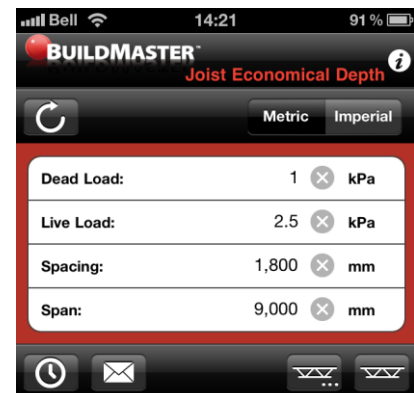 Bell 14:21 91 %
BUILDMASTER™
Joist Economical Depth i
Metric Imperial
Dead Load: 1 kPa
Live Load: 2.5 kPa
Spacing: 1,800 mm
Span: 9,000 mm